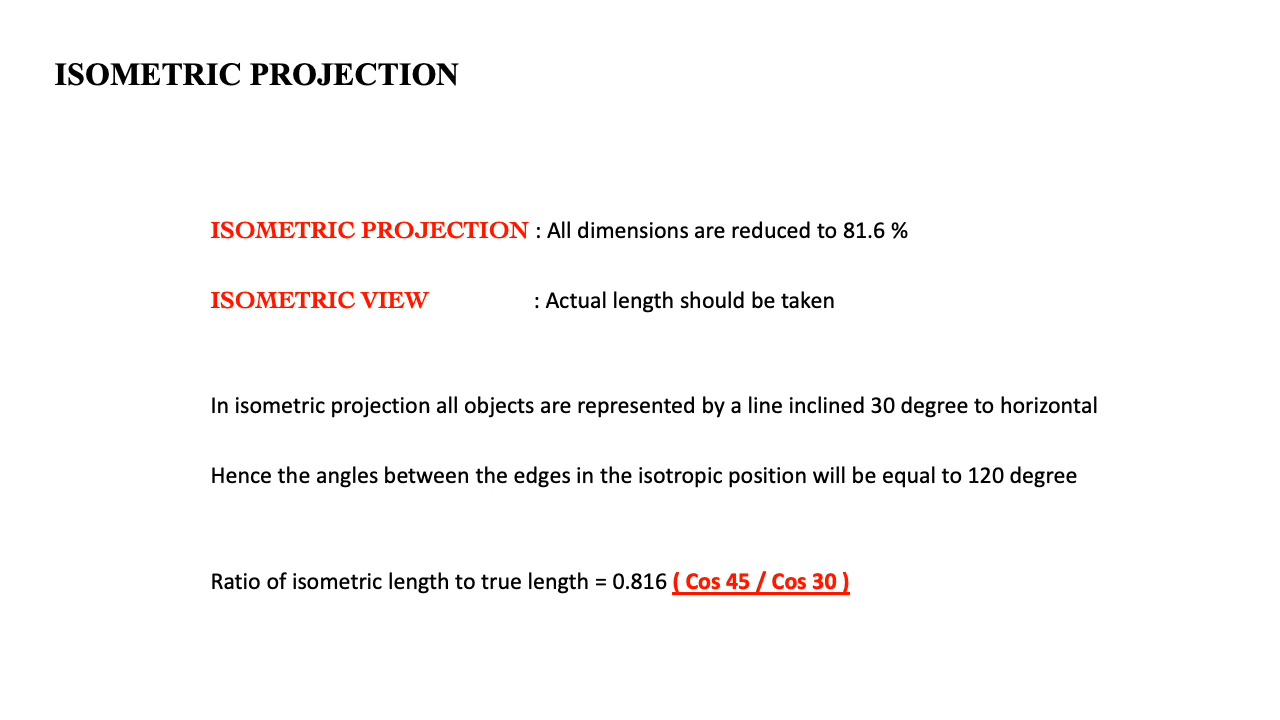 ISOMETRIC PROJECTION
ISOMETRIC PROJECTION : All dimensions are reduced to 81.6 %
ISOMETRIC VIEW : Actual length should be taken
In isometric projection all objects are represented by a line inclined 30 degree to horizontal
Hence the angles between the edges in the isotropic position will be equal to 120 degree
Ratio of isometric length to true length = 0.816 ( Cos 45 / Cos 30 )